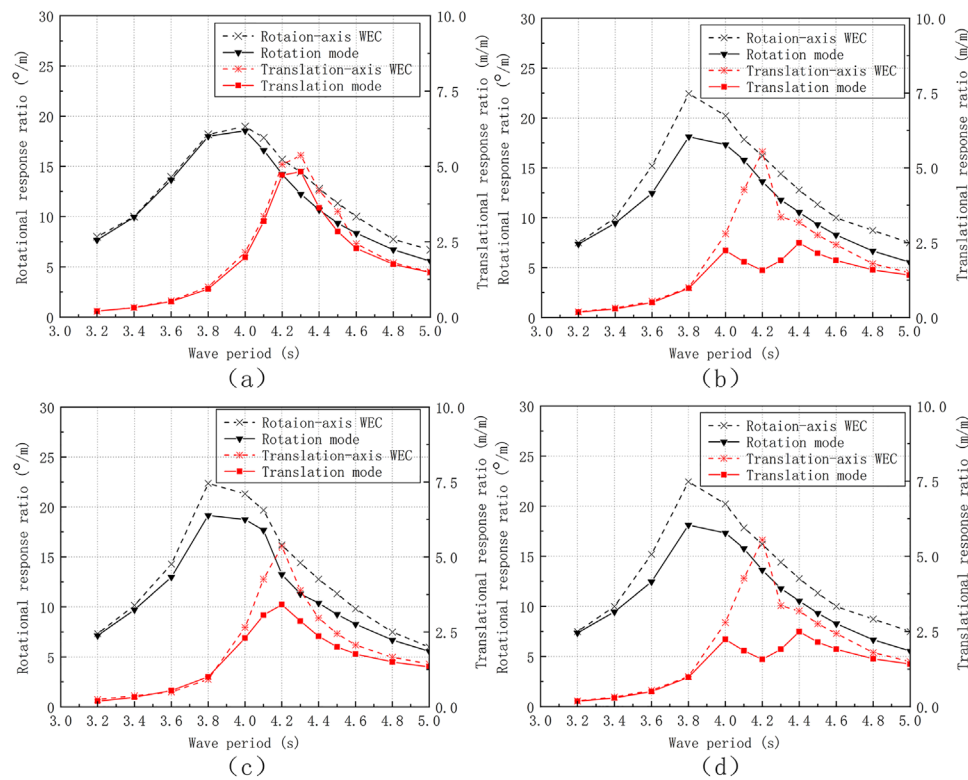 30
25
20
15
10
5
0
Rotational response ratio (°/m)
Rotaion-axis WEC
Rotation mode
Translation-axis WEC
Translation mode
10.0
7.5
5.0
2.5
0.0
Translational response ratio (m/m)
3.0 3.2 3.4 3.6 3.8 4.0 4.2 4.4 4.6 4.8 5.0
Wave period (s)
(a)
30
25
20
15
10
5
0
Rotational response ratio (°/m)
Rotaion-axis WEC
Rotation mode
Translation-axis WEC
Translation mode
10.0
7.5
5.0
2.5
0.0
Translational response ratio (m/m)
3.0 3.2 3.4 3.6 3.8 4.0 4.2 4.4 4.6 4.8 5.0
Wave period (s)
(b)
30
25
20
15
10
5
0
Rotational response ratio (°/m)
Rotaion-axis WEC
Rotation mode
Translation-axis WEC
Translation mode
10.0
7.5
5.0
2.5
0.0
Translational response ratio (m/m)
3.0 3.2 3.4 3.6 3.8 4.0 4.2 4.4 4.6 4.8 5.0
Wave period (s)
(c)
30
25
20
15
10
5
0
Rotational response ratio (°/m)
Rotaion-axis WEC
Rotation mode
Translation-axis WEC
Translation mode
10.0
7.5
5.0
2.5
0.0
Translational response ratio (m/m)
3.0 3.2 3.4 3.6 3.8 4.0 4.2 4.4 4.6 4.8 5.0
Wave period (s)
(d)